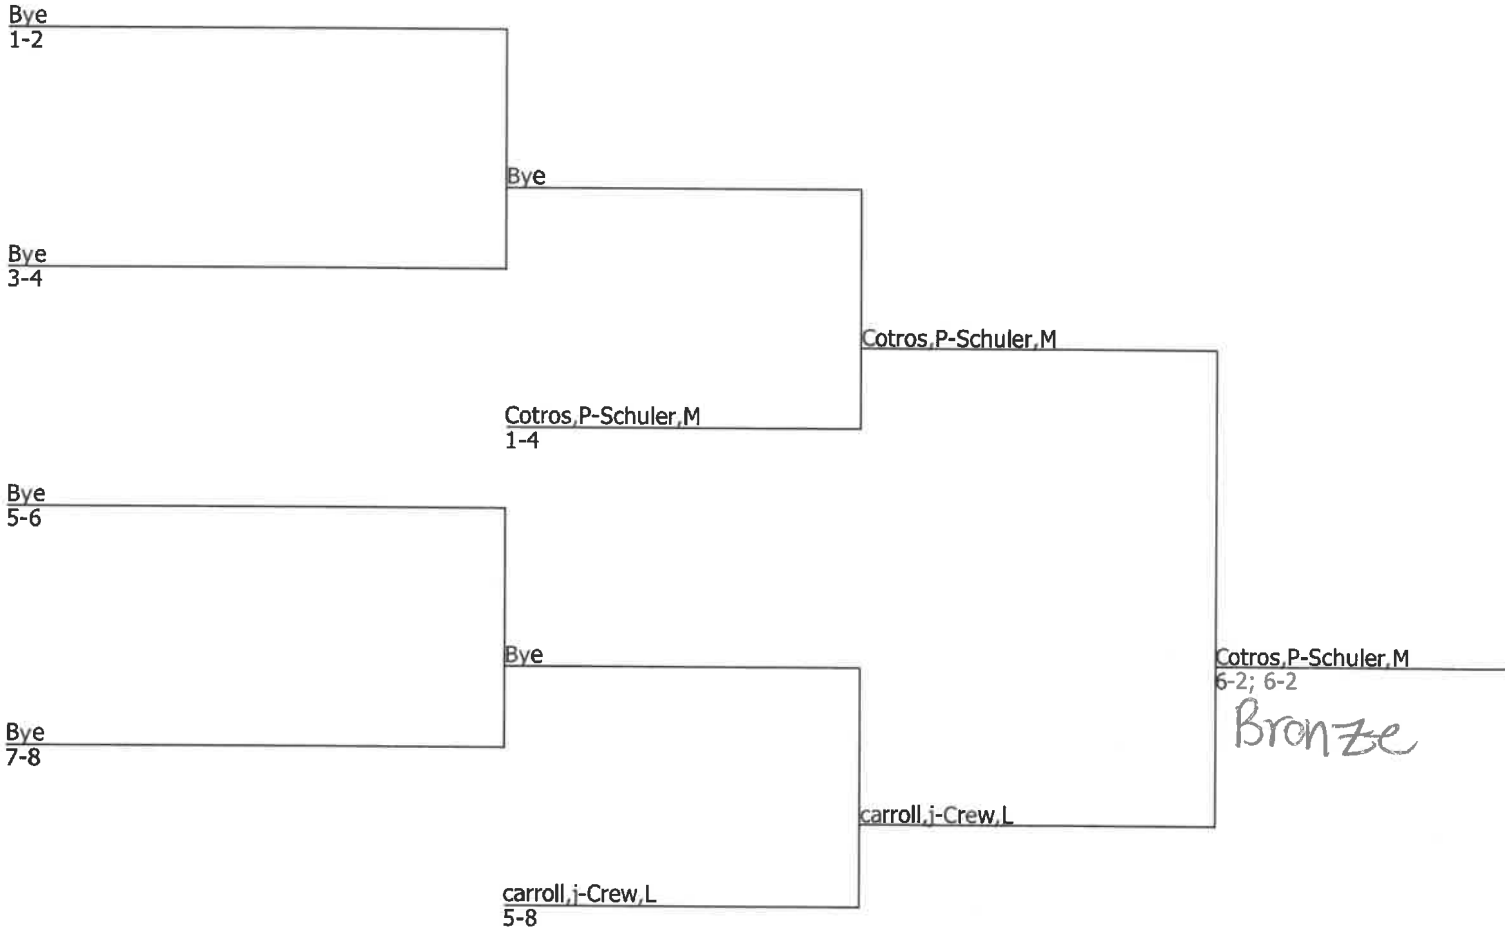 Bye
1-2
Bye
Bye
3-4
Cotros,P-Schuler,M
Cotros,P-Schuler,M
1-4
Bye
5-6
Bye
Cotros,P-Schuler,M
6-2; 6-2
Bronze
Bye
7-8
carroll,j-Crew,L
carroll,j-Crew,L
5-8